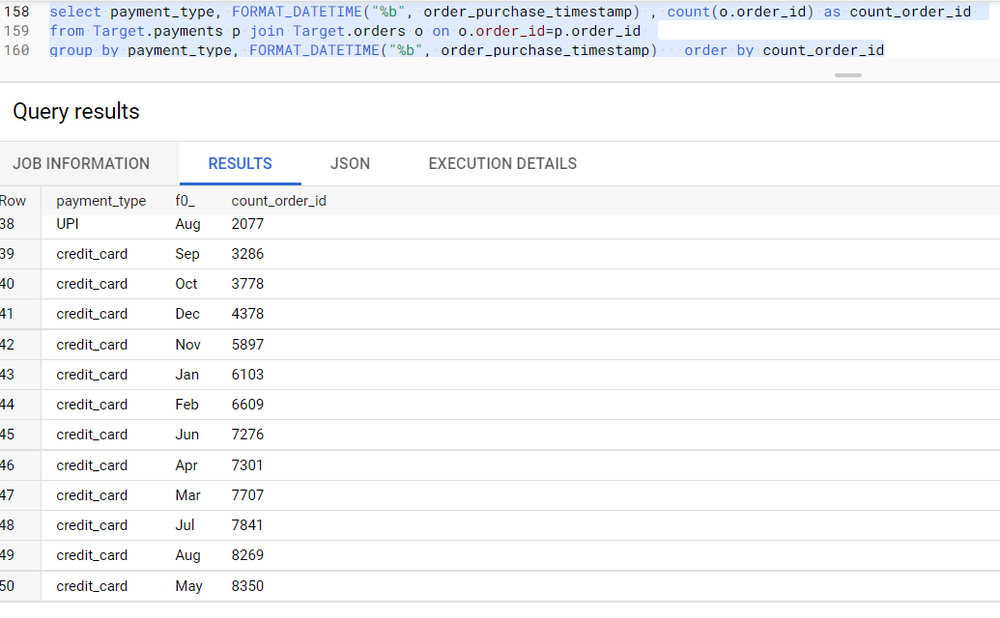 158 select payment_type, FORMAT_DATETIME("%b", order_purchase_timestamp) , count(o.order_id) as count_order_id
159 from Target.payments p join Target.orders o on o.order_id=p.order_id
160 group by payment_type, FORMAT_DATETIME("%b", order_purchase_timestamp)   order by count_order_id
Query results
JOB INFORMATION RESULTS JSON EXECUTION DETAILS
Row payment_type f0_ count_order_id
38 UPI Aug 2077
39 credit_card Sep 3286
40 credit_card Oct 3778
41 credit_card Dec 4378
42 credit_card Nov 5897
43 credit_card Jan 6103
44 credit_card Feb 6609
45 credit_card Jun 7276
46 credit_card Apr 7301
47 credit_card Mar 7707
48 credit_card Jul 7841
49 credit_card Aug 8269
50 credit_card May 8350